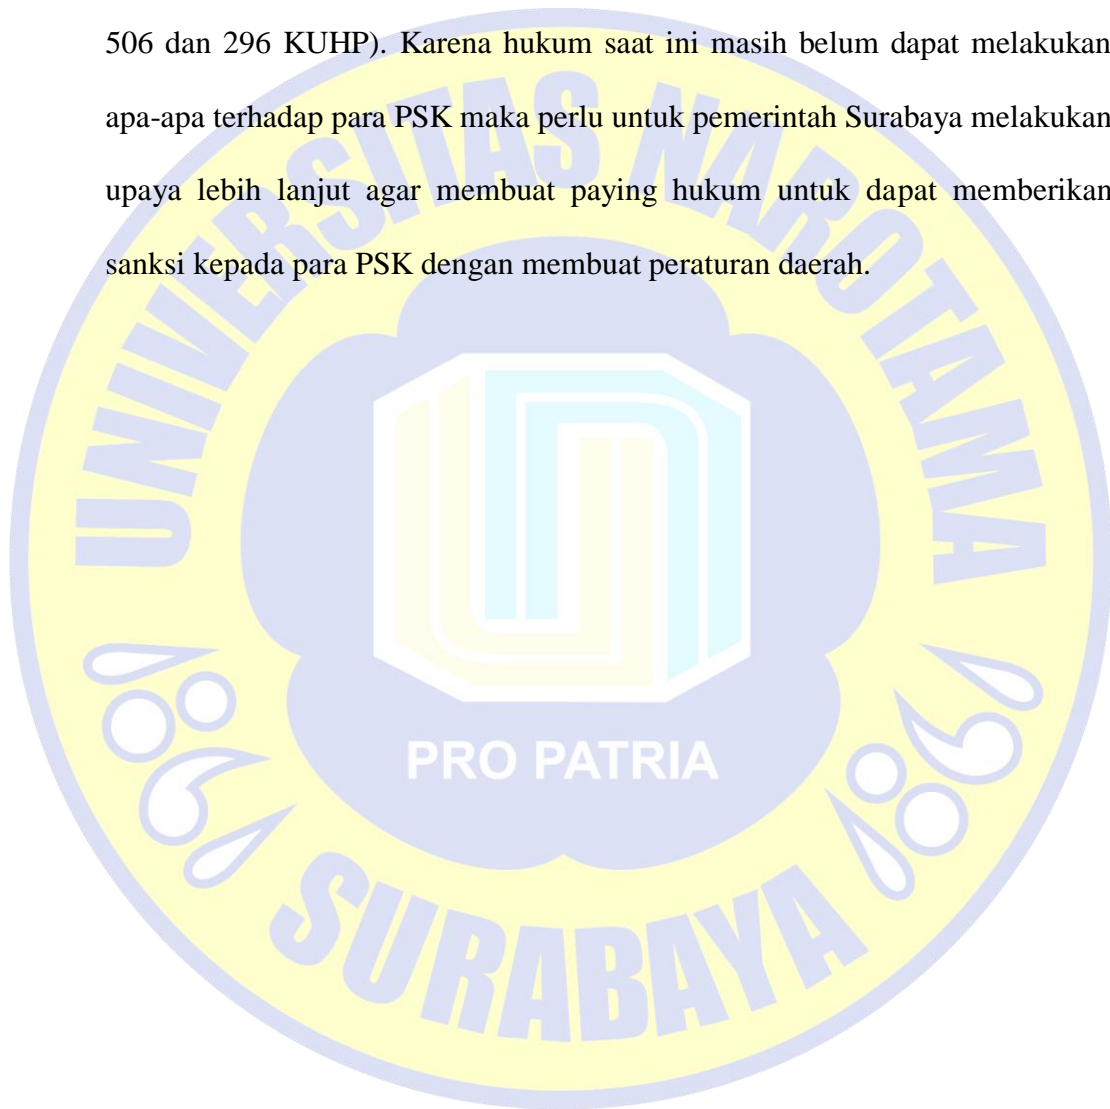 506 dan 296 KUHP). Karena hukum saat ini masih belum dapat melakukan
apa-apa terhadap para PSK maka perlu untuk pemerintah Surabaya melakukan
upaya lebih lanjut agar membuat paying hukum untuk dapat memberikan
sanksi kepada para PSK dengan membuat peraturan daerah.
UNIVERSITAS NAROTAMA
PRO PATRIA
SURABAYA